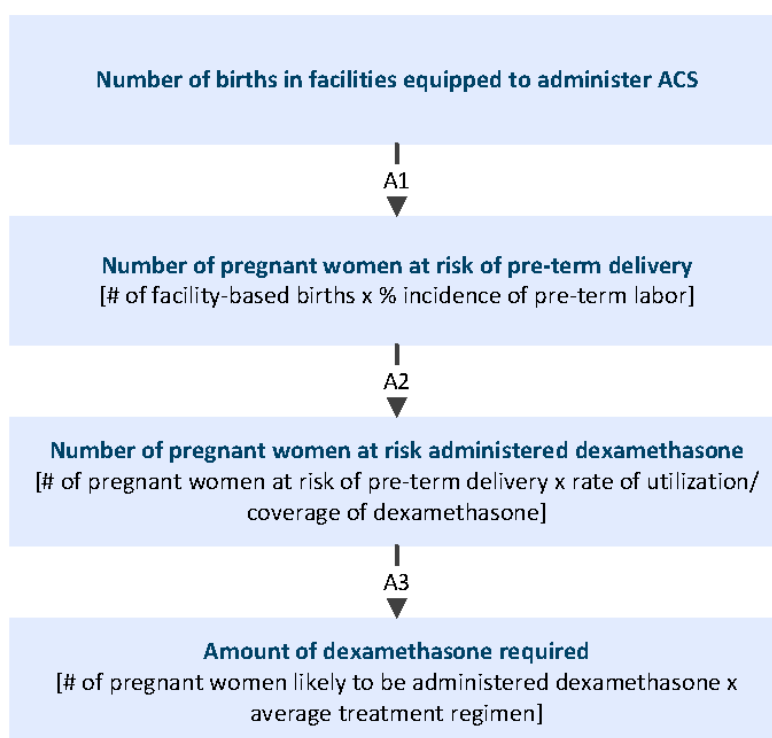 Number of births in facilities equipped to administer ACS
A1
Number of pregnant women at risk of pre-term delivery
[# of facility-based births x % incidence of pre-term labor]
A2
Number of pregnant women at risk administered dexamethasone
[# of pregnant women at risk of pre-term delivery x rate of utilization/
coverage of dexamethasone]
A3
Amount of dexamethasone required
[# of pregnant women likely to be administered dexamethasone x
average treatment regimen]